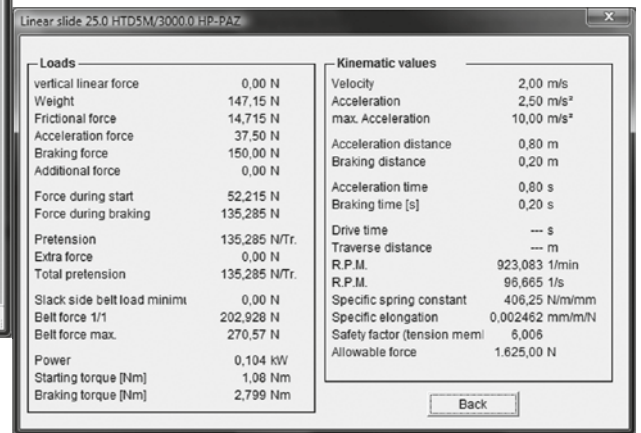 Linear slide 25.0 HTD5M/3000.0 HP-PAZ
Loads
vertical linear force 0,00 N
Weight 147,15 N
Frictional force 14,715 N
Acceleration force 37,50 N
Braking force 150,00 N
Additional force 0,00 N
Force during start 52,215 N
Force during braking 135,285 N
Pretension 135,285 N/Tr.
Extra force 0,00 N
Total pretension 135,285 N/Tr.
Slack side belt load minimu 0,00 N
Belt force 1/1 202,928 N
Belt force max. 270,57 N
Power 0,104 kW
Starting torque [Nm] 1,08 Nm
Braking torque [Nm] 2,799 Nm
Kinematic values
Velocity 2,00 m/s
Acceleration 2,50 m/s²
max. Acceleration 10,00 m/s²
Acceleration distance 0,80 m
Braking distance 0,20 m
Acceleration time 0,80 s
Braking time [s] 0,20 s
Drive time --- s
Traverse distance --- m
R.P.M. 923,083 1/min
R.P.M. 96,665 1/s
Specific spring constant 406,25 N/m/mm
Specific elongation 0,002462 mm/m/N
Safety factor (tension meml 6,006
Allowable force 1.625,00 N
Back